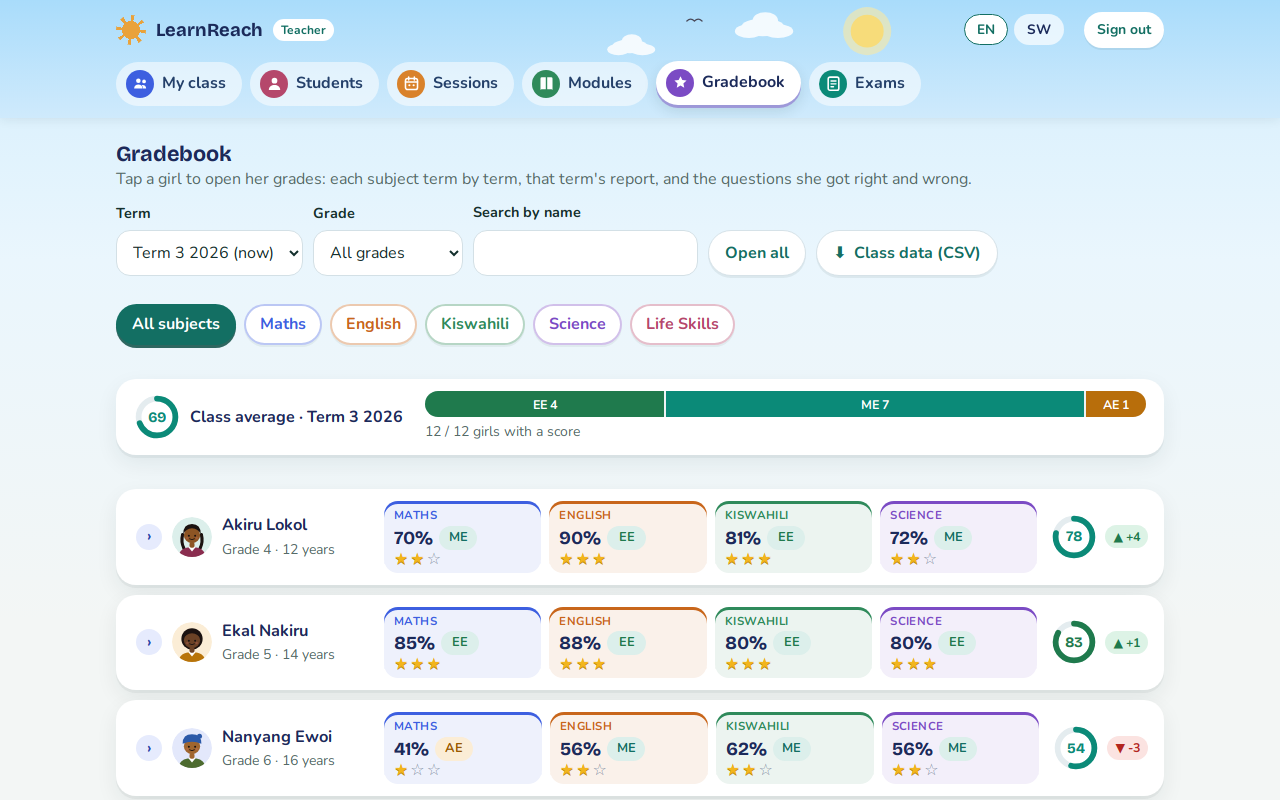 LearnReach Teacher EN SW Sign out
My class Students Sessions Modules Gradebook Exams
Gradebook
Tap a girl to open her grades: each subject term by term, that term's report, and the questions she got right and wrong.
Term Grade Search by name
Term 3 2026 (now) All grades Open all ⬇ Class data (CSV)
All subjects Maths English Kiswahili Science Life Skills
69 Class average · Term 3 2026 EE 4 ME 7 AE 1
12 / 12 girls with a score
› Akiru Lokol
Grade 4 · 12 years
MATHS ENGLISH KISWAHILI SCIENCE
70% ME 90% EE 81% EE 72% ME 78 ▲ +4
★★☆ ★★★ ★★★ ★★☆
› Ekal Nakiru
Grade 5 · 14 years
MATHS ENGLISH KISWAHILI SCIENCE
85% EE 88% EE 80% EE 80% EE 83 ▲ +1
★★★ ★★★ ★★★ ★★★
› Nanyang Ewoi
Grade 6 · 16 years
MATHS ENGLISH KISWAHILI SCIENCE
41% AE 56% ME 62% ME 56% ME 54 ▼ -3
★☆☆ ★★☆ ★★☆ ★★☆